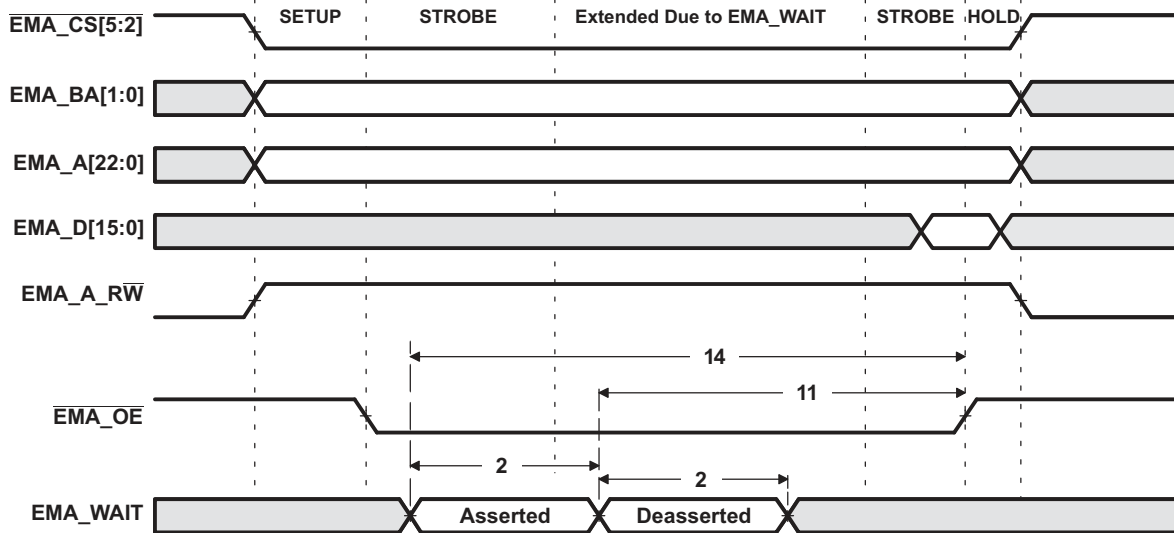 SETUP STROBE Extended Due to EMA_WAIT STROBE HOLD
EMA_CS[5:2]
EMA_BA[1:0]
EMA_A[22:0]
EMA_D[15:0]
EMA_A_RW
14
11
EMA_OE
2
2
EMA_WAIT Asserted Deasserted